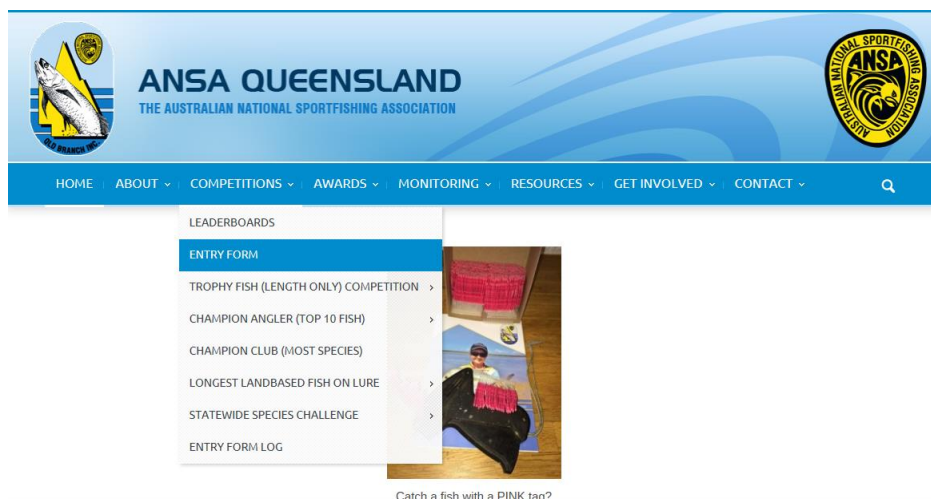 ANSA QUEENSLAND
THE AUSTRALIAN NATIONAL SPORTFISHING ASSOCIATION
QLD BRANCH INC.
AUSTRALIAN NATIONAL SPORTFISHING ASSOCIATION
ANSA
HOME ABOUT COMPETITIONS AWARDS MONITORING RESOURCES GET INVOLVED CONTACT
LEADERBOARDS
ENTRY FORM
TROPHY FISH (LENGTH ONLY) COMPETITION
CHAMPION ANGLER (TOP 10 FISH)
CHAMPION CLUB (MOST SPECIES)
LONGEST LANDBASED FISH ON LURE
STATEWIDE SPECIES CHALLENGE
ENTRY FORM LOG
Catch a fish with a PINK tag?